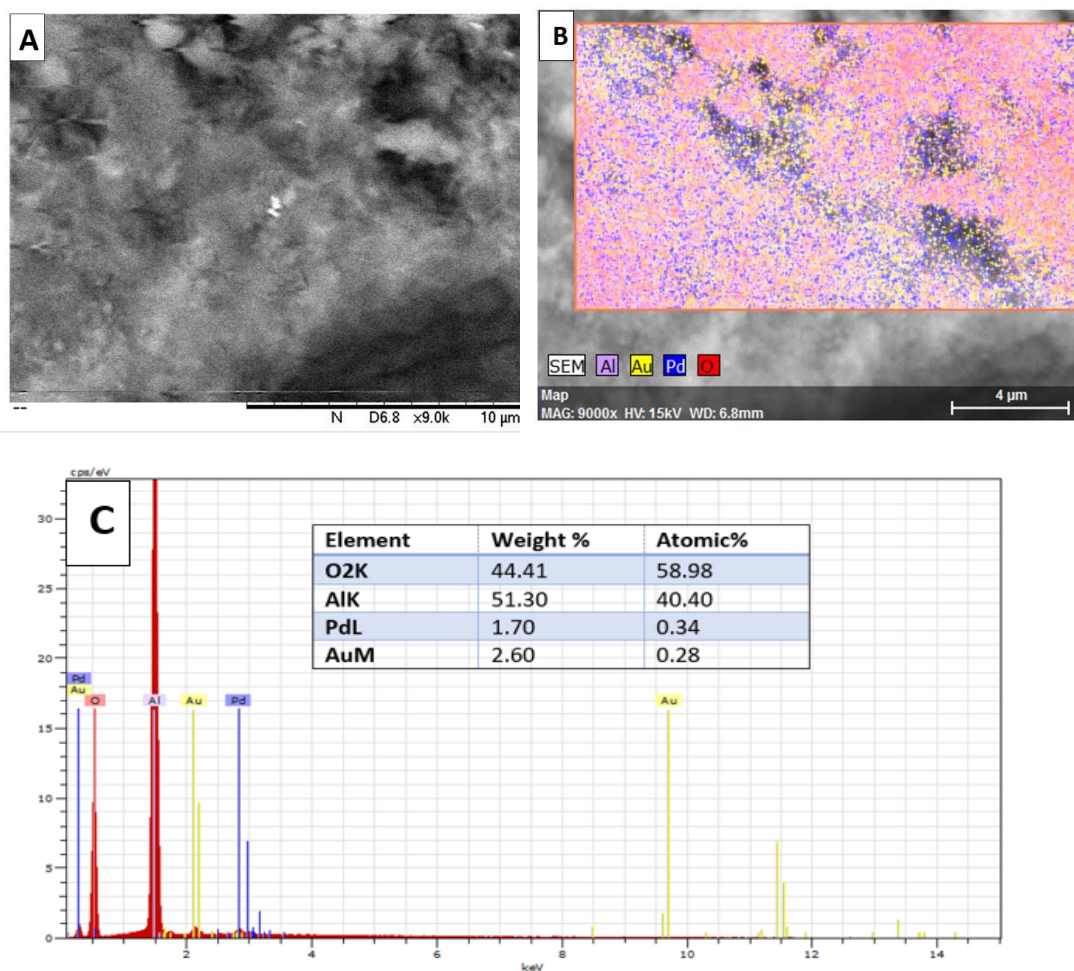 A
N D6.8 x9.0k 10 µm
B
SEM Al Au Pd O
Map
MAG: 9000x HV: 15kV WD: 6.8mm
4 µm
cps/eV
C
Element Weight % Atomic%
O2K 44.41 58.98
AlK 51.30 40.40
PdL 1.70 0.34
AuM 2.60 0.28
30
25
20
15
10
5
0
Pd
Au
O
Al
Au
Pd
Au
2 4 6 8 10 12 14
keV